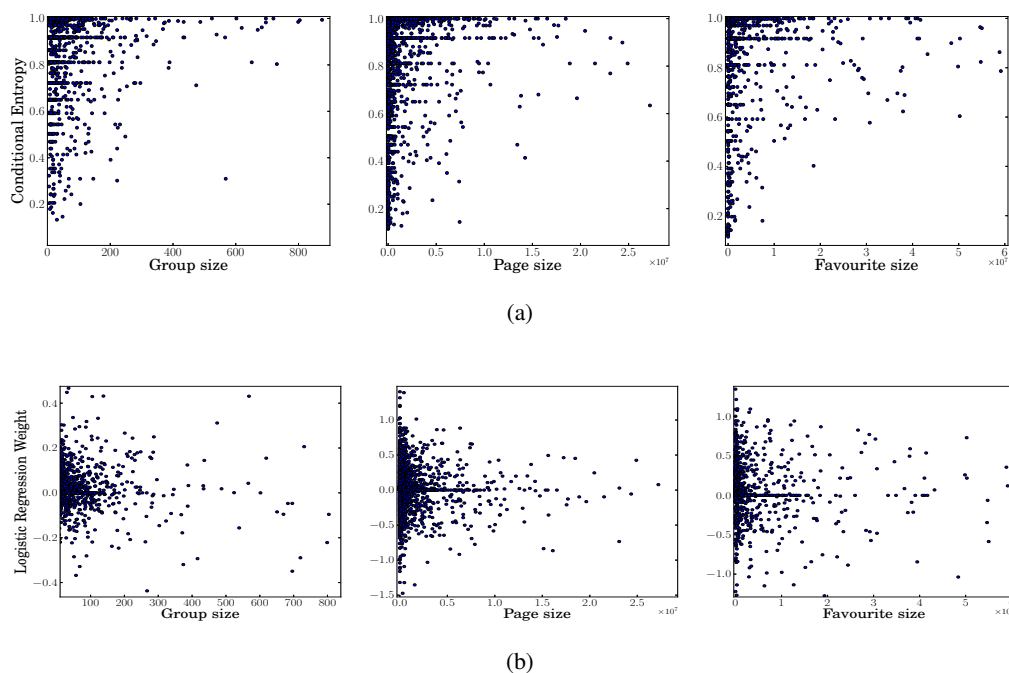 Conditional Entropy
1.0
0.8
0.6
0.4
0.2
0 200 400 600 800
Group size
1.0
0.8
0.6
0.4
0.2
0.0 0.5 1.0 1.5 2.0 2.5
×10⁷
Page size
1.0
0.8
0.6
0.4
0.2
0 1 2 3 4 5 6
×10⁷
Favourite size
(a)
Logistic Regression Weight
0.4
0.2
0.0
−0.2
−0.4
100 200 300 400 500 600 700 800
Group size
1.0
0.5
0.0
−0.5
−1.0
−1.5
0.0 0.5 1.0 1.5 2.0 2.5
×10⁷
Page size
1.0
0.5
0.0
−0.5
−1.0
0 1 2 3 4 5
×10⁷
Favourite size
(b)